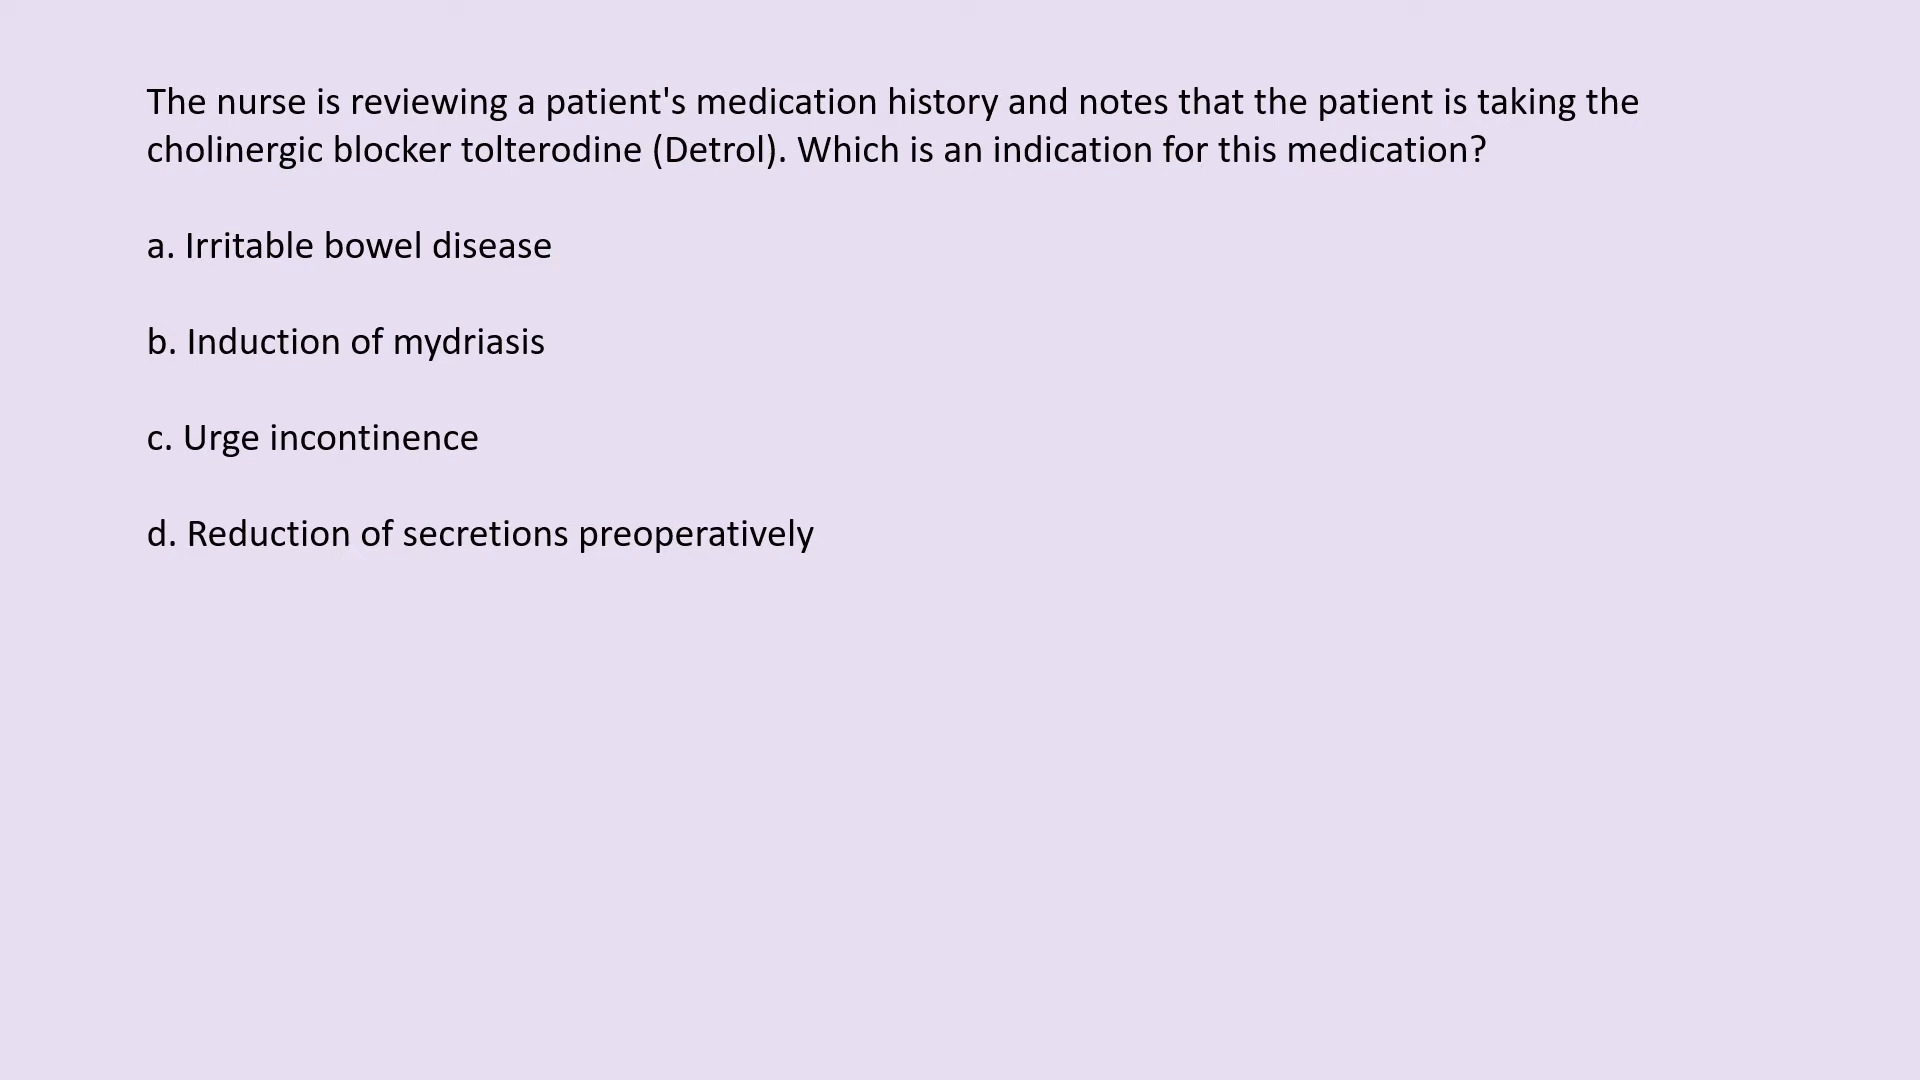 The nurse is reviewing a patient's medication history and notes that the patient is taking the
cholinergic blocker tolterodine (Detrol). Which is an indication for this medication?
a. Irritable bowel disease
b. Induction of mydriasis
c. Urge incontinence
d. Reduction of secretions preoperatively